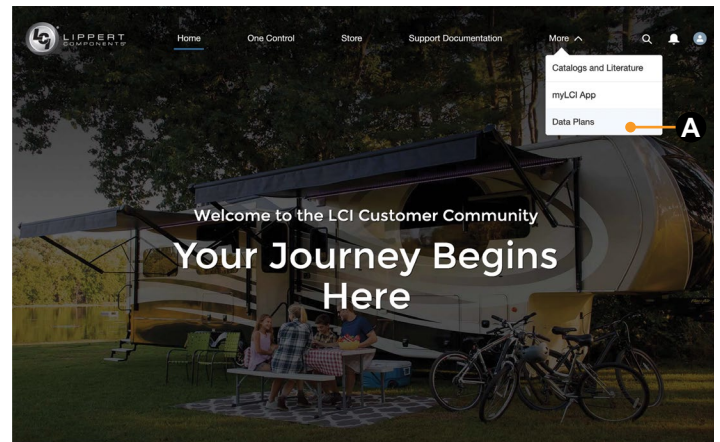 LCI LIPPERT
COMPONENTS®
Home
One Control
Store
Support Documentation
More
Catalogs and Literature
myLCI App
Data Plans
A
Welcome to the LCI Customer Community
Your Journey Begins
Here